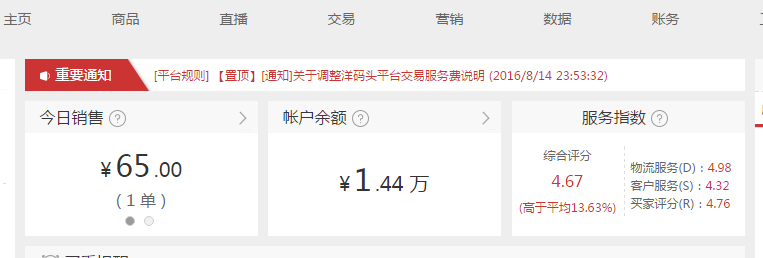 主页 商品 直播 交易 营销 数据 账务
重要通知 [平台规则] 【置顶】[通知]关于调整洋码头平台交易服务费说明 (2016/8/14 23:53:32)
今日销售 ?
¥65.00
( 1 单 )
帐户余额 ?
¥1.44 万
服务指数 ?
综合评分
4.67
(高于平均13.63%)
物流服务(D)：4.98
客户服务(S)：4.32
买家评分(R)：4.76